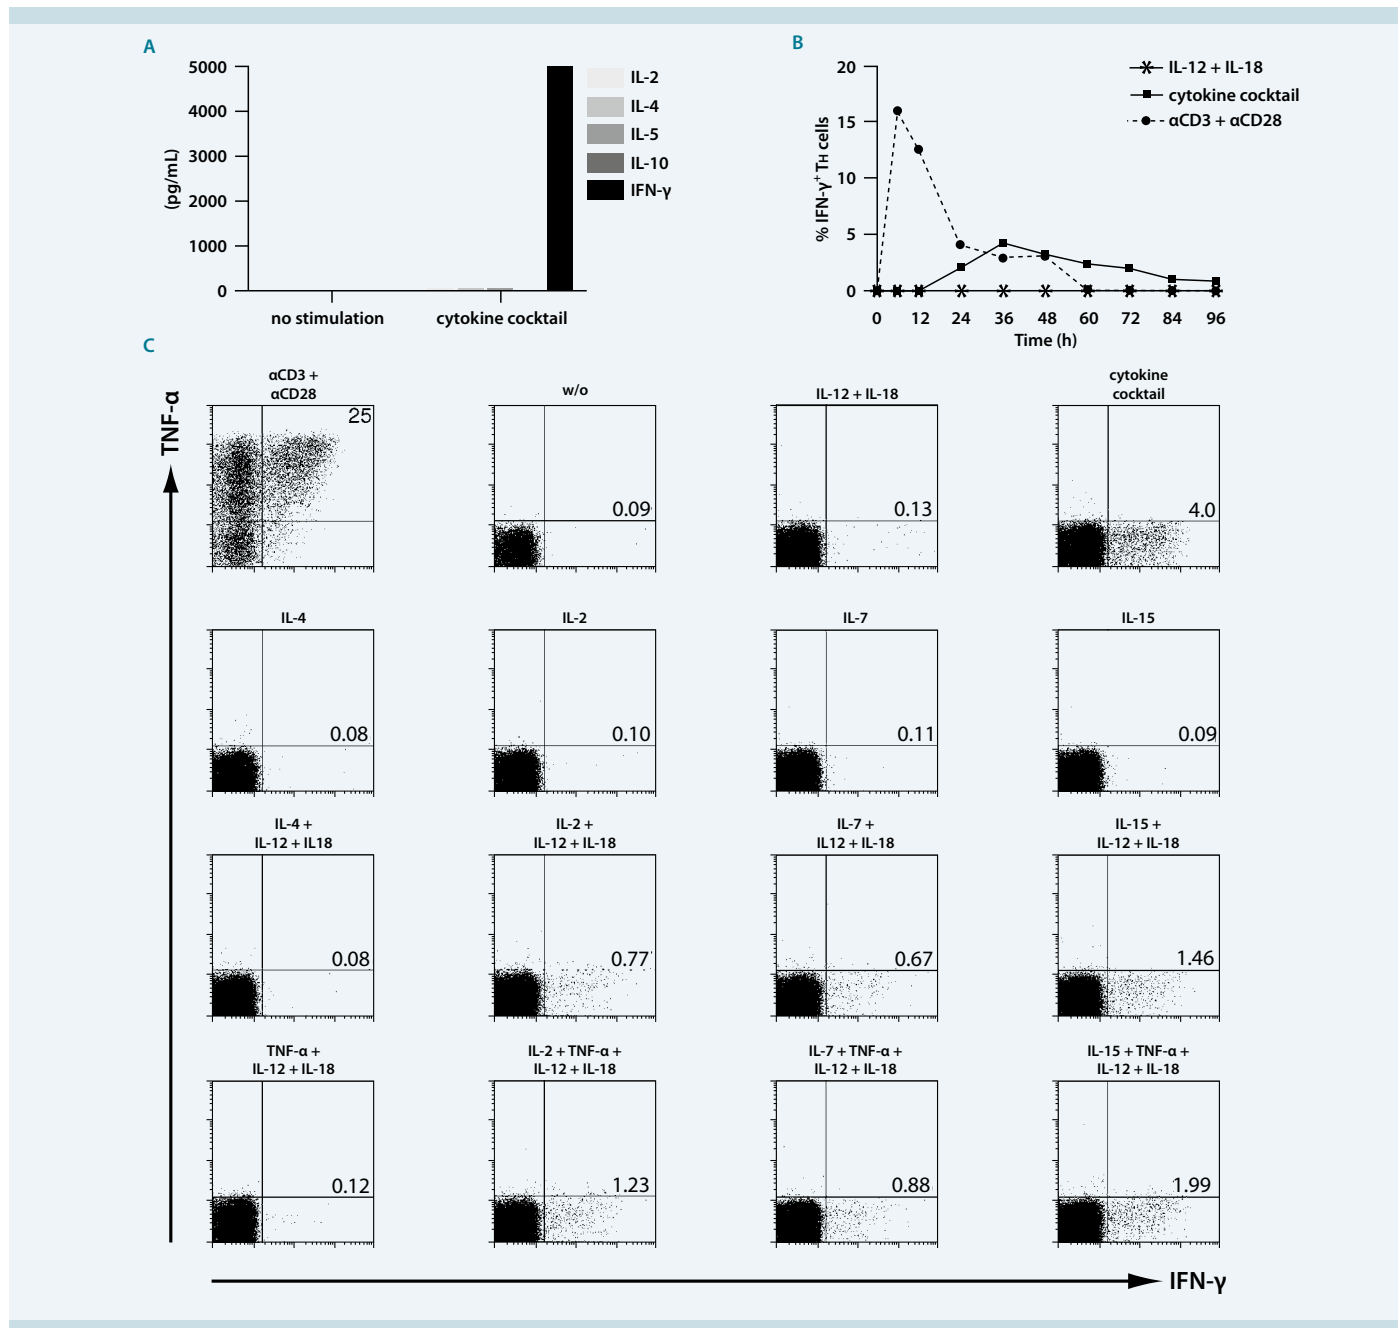 A
5000
4000
3000
2000
1000
0
(pg/mL)
no stimulation
cytokine cocktail
IL-2
IL-4
IL-5
IL-10
IFN-γ
B
20
15
10
5
0
% IFN-γ+ TH cells
0 12 24 36 48 60 72 84 96
Time (h)
IL-12 + IL-18
cytokine cocktail
αCD3 + αCD28
C
TNF-α
αCD3 +
αCD28
25
w/o
0.09
IL-12 + IL-18
0.13
cytokine
cocktail
4.0
IL-4
0.08
IL-2
0.10
IL-7
0.11
IL-15
0.09
IL-4 +
IL-12 + IL18
0.08
IL-2 +
IL-12 + IL-18
0.77
IL-7 +
IL12 + IL-18
0.67
IL-15 +
IL-12 + IL-18
1.46
TNF-α +
IL-12 + IL-18
0.12
IL-2 + TNF-α +
IL-12 + IL-18
1.23
IL-7 + TNF-α +
IL-12 + IL-18
0.88
IL-15 + TNF-α +
IL-12 + IL-18
1.99
IFN-γ